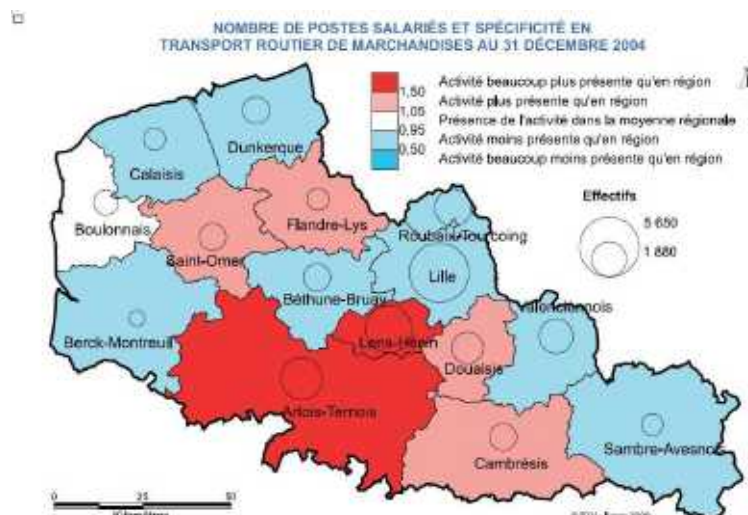 NOMBRE DE POSTES SALARIÉS ET SPÉCIFICITÉ EN
TRANSPORT ROUTIER DE MARCHANDISES AU 31 DÉCEMBRE 2004
Activité beaucoup plus présente qu'en région
1,50
Activité plus présente qu'en région
1,05
Présence de l'activité dans la moyenne régionale
0,95
Activité moins présente qu'en région
0,50
Activité beaucoup moins présente qu'en région
Effectifs
5 650
1 880
Dunkerque
Calaisis
Boulonnais
Flandre-Lys
Saint-Omer
Roubaix-Tourcoing
Lille
Béthune-Bruay
Valenciennois
Berck-Montreuil
Lens-Hénin
Douaisis
Artois-Ternois
Sambre-Avesnois
Cambrésis
0 25 50
Kilomètres